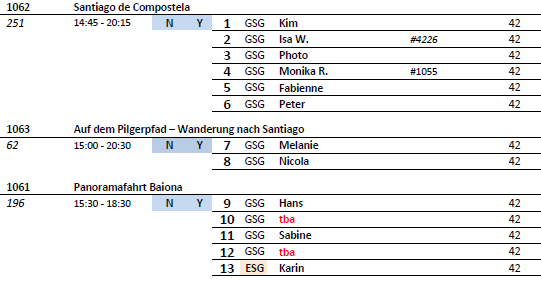 1062 Santiago de Compostela
251 14:45 - 20:15 N Y 1 GSG Kim 42
2 GSG Isa W. #4226 42
3 GSG Photo 42
4 GSG Monika R. #1055 42
5 GSG Fabienne 42
6 GSG Peter 42
1063 Auf dem Pilgerpfad – Wanderung nach Santiago
62 15:00 - 20:30 N Y 7 GSG Melanie 42
8 GSG Nicola 42
1061 Panoramafahrt Baiona
196 15:30 - 18:30 N Y 9 GSG Hans 42
10 GSG tba 42
11 GSG Sabine 42
12 GSG tba 42
13 ESG Karin 42